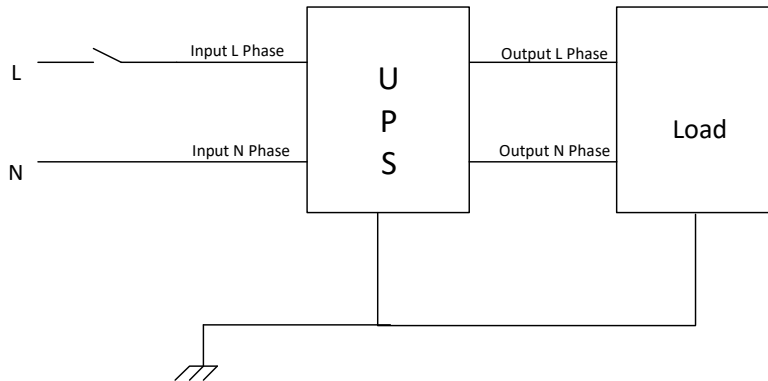 L
Input L Phase
Output L Phase
U
P
S
Load
N
Input N Phase
Output N Phase